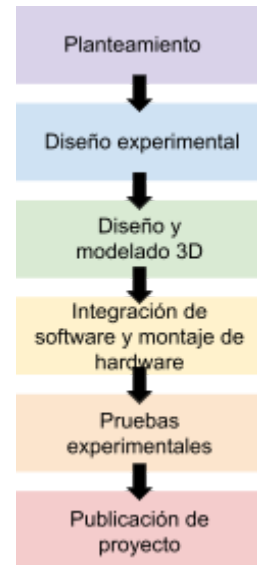 Planteamiento
Diseño experimental
Diseño y
modelado 3D
Integración de
software y montaje de
hardware
Pruebas
experimentales
Publicación de
proyecto